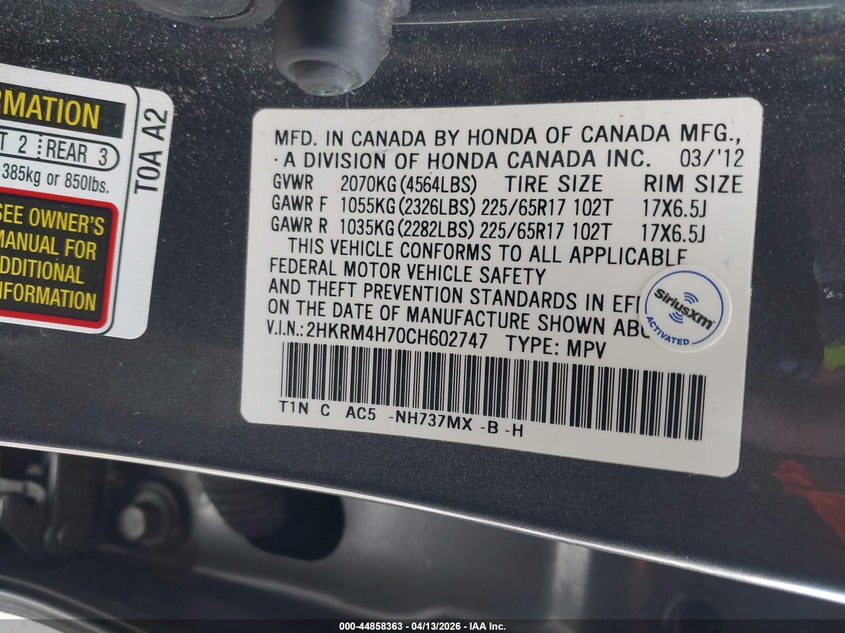 RMATION
T 2 REAR 3
385kg or 850lbs.
SEE OWNER'S
MANUAL FOR
ADDITIONAL
INFORMATION
T0A A2
MFD. IN CANADA BY HONDA OF CANADA MFG.,
A DIVISION OF HONDA CANADA INC. 03/'12
GVWR 2070KG(4564LBS) TIRE SIZE RIM SIZE
GAWR F 1055KG(2326LBS) 225/65R17 102T 17X6.5J
GAWR R 1035KG(2282LBS) 225/65R17 102T 17X6.5J
THIS VEHICLE CONFORMS TO ALL APPLICABLE
FEDERAL MOTOR VEHICLE SAFETY
AND THEFT PREVENTION STANDARDS IN EFF
ON THE DATE OF MANUFACTURE SHOWN ABO
V.I.N.:2HKRM4H70CH602747 TYPE: MPV
SiriusXM
ACTIVATED
T1N C AC5 -NH737MX -B -H
000-44858363 - 04/13/2026 - IAA Inc.